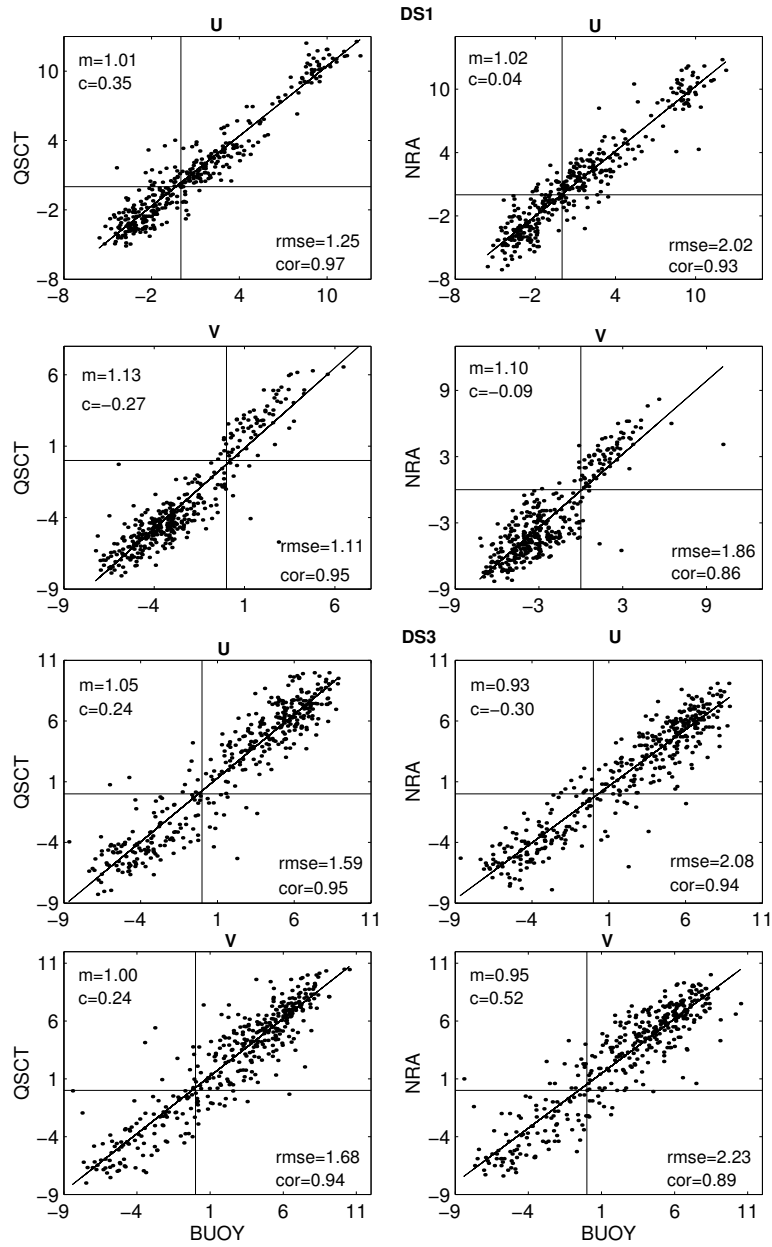 DS1
U
U
m=1.01
c=0.35
10
4
−2
−8
QSCT
rmse=1.25
cor=0.97
−8 −2 4 10
m=1.02
c=0.04
10
4
−2
−8
NRA
rmse=2.02
cor=0.93
−8 −2 4 10
V
V
m=1.13
c=−0.27
6
1
−4
−9
QSCT
rmse=1.11
cor=0.95
−9 −4 1 6
m=1.10
c=−0.09
9
3
−3
−9
NRA
rmse=1.86
cor=0.86
−9 −3 3 9
DS3
U
U
11
m=1.05
c=0.24
6
1
−4
−9
QSCT
rmse=1.59
cor=0.95
−9 −4 1 6 11
11
m=0.93
c=−0.30
6
1
−4
−9
NRA
rmse=2.08
cor=0.94
−9 −4 1 6 11
V
V
11
m=1.00
c=0.24
6
1
−4
−9
QSCT
rmse=1.68
cor=0.94
−9 −4 1 6 11
BUOY
11
m=0.95
c=0.52
6
1
−4
−9
NRA
rmse=2.23
cor=0.89
−9 −4 1 6 11
BUOY